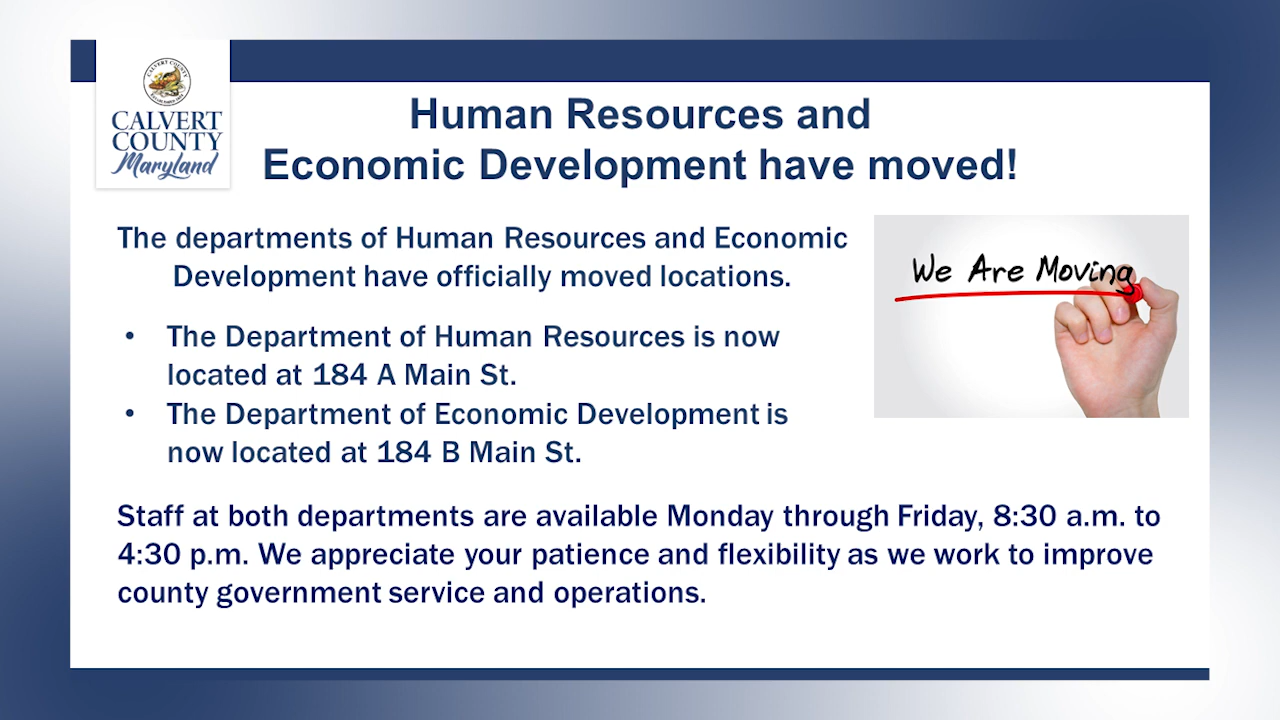 CALVERT COUNTY
CALVERT
COUNTY
Maryland
Human Resources and
Economic Development have moved!
The departments of Human Resources and Economic
Development have officially moved locations.
We Are Moving
• The Department of Human Resources is now
located at 184 A Main St.
• The Department of Economic Development is
now located at 184 B Main St.
Staff at both departments are available Monday through Friday, 8:30 a.m. to
4:30 p.m. We appreciate your patience and flexibility as we work to improve
county government service and operations.